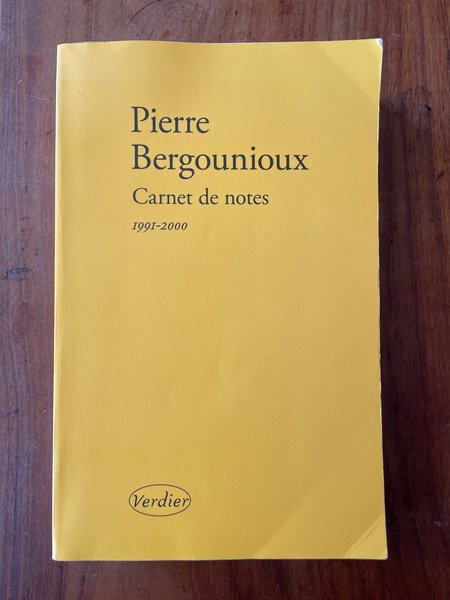 Pierre
Bergounioux
Carnet de notes
1991-2000
Verdier